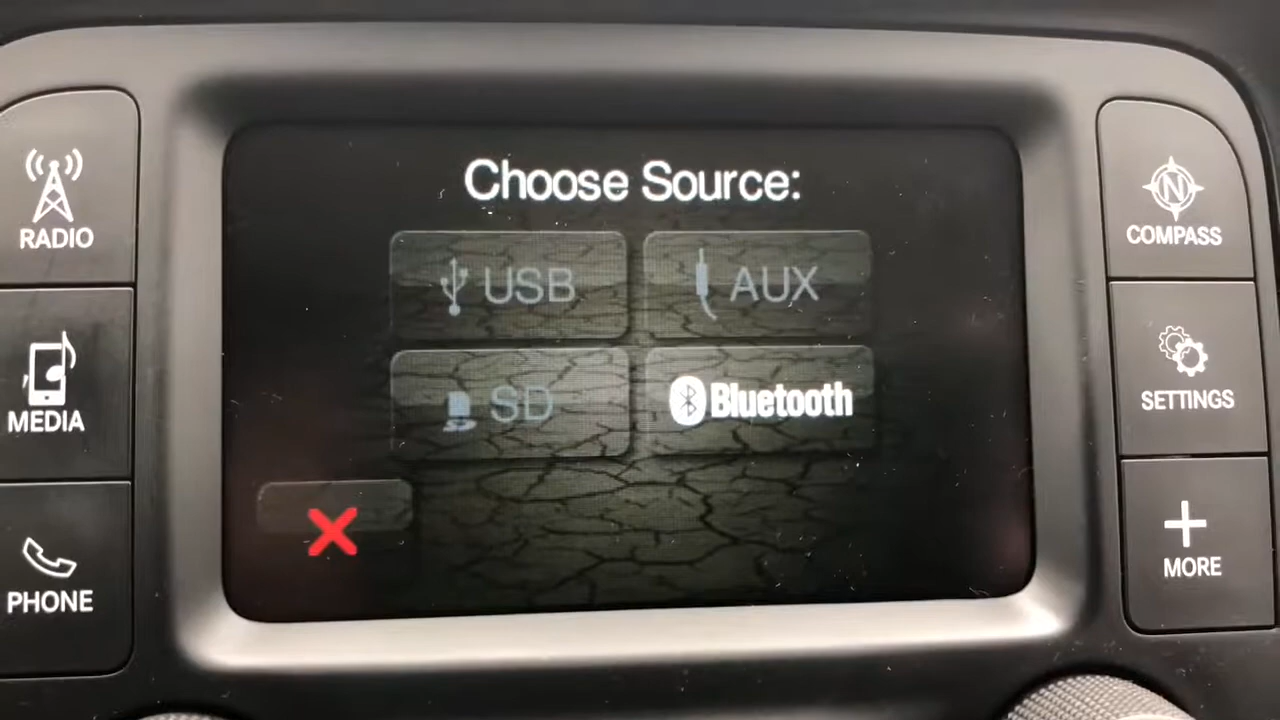 Choose Source:
USB
AUX
SD
Bluetooth
RADIO
MEDIA
PHONE
N
COMPASS
SETTINGS
MORE